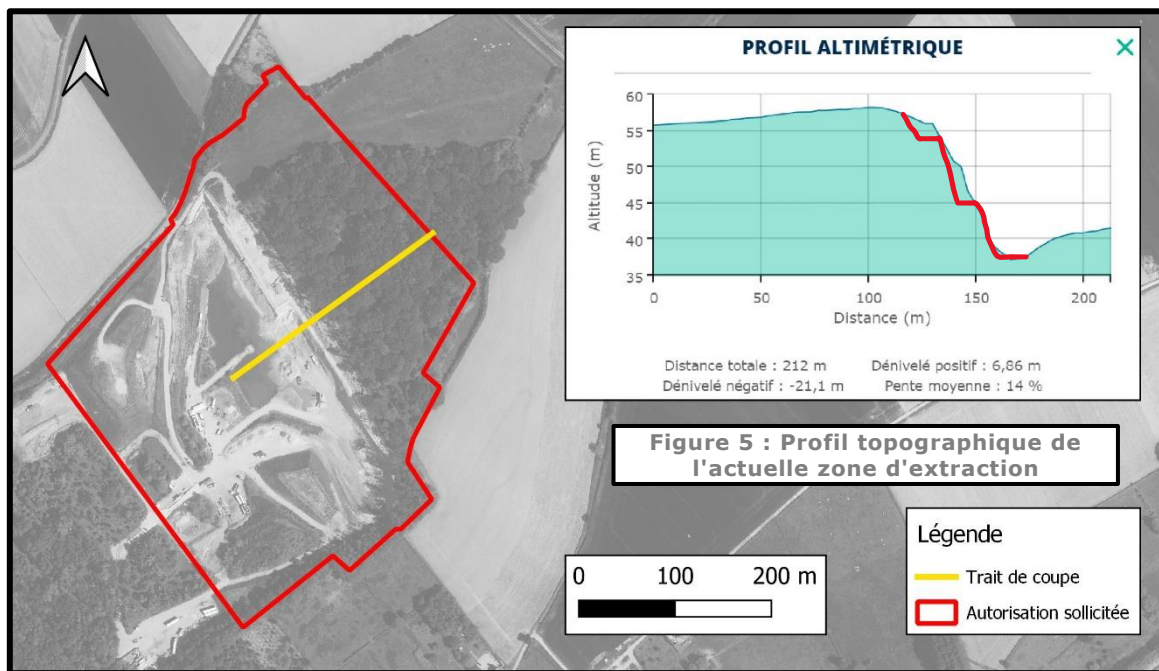 PROFIL ALTIMÉTRIQUE
60
55
50
45
40
35
Altitude (m)
0 50 100 150 200
Distance (m)
Distance totale : 212 m Dénivelé positif : 6,86 m
Dénivelé négatif : -21,1 m Pente moyenne : 14 %
Figure 5 : Profil topographique de
l'actuelle zone d'extraction
0 100 200 m
Légende
Trait de coupe
Autorisation sollicitée